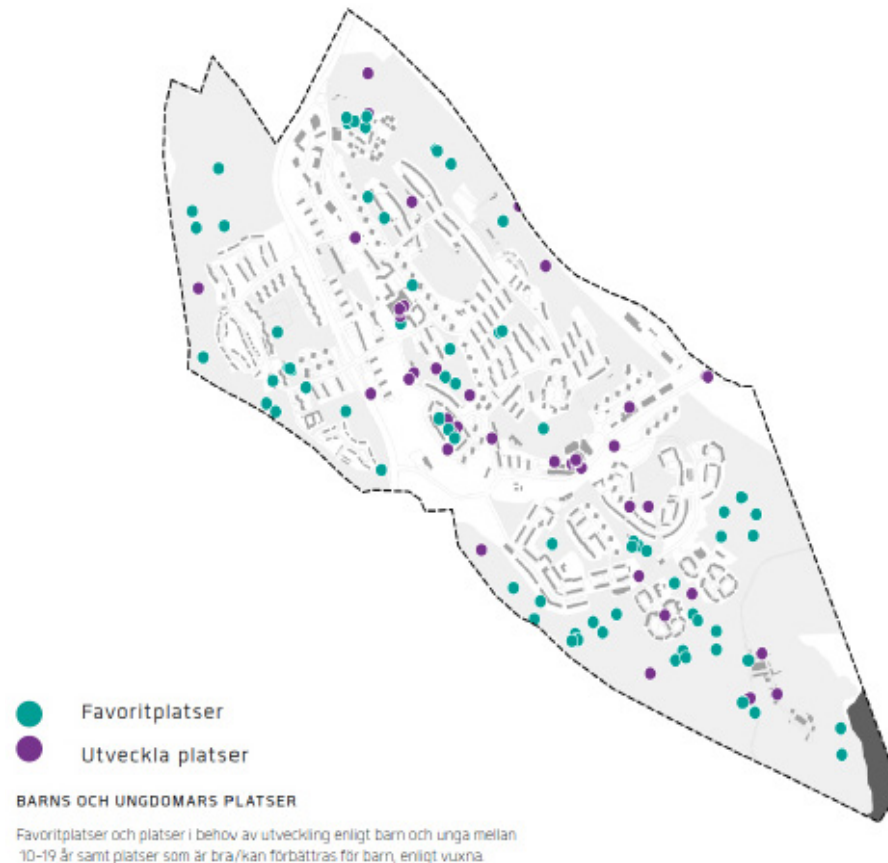 Favoritplatser
Utveckla platser
BARNS OCH UNGDOMARS PLATSER
Favoritplatser och platser i behov av utveckling enligt barn och unga mellan
10-19 år samt platser som är bra/kan förbättras för barn, enligt vuxna.